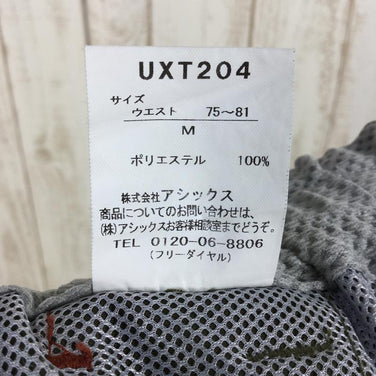 UXT204
サイズ
ウエスト 75〜81
M
ポリエステル 100%
株式会社アシックス
商品についてのお問い合わせは、
(株)アシックスお客様相談室までどうぞ。
TEL 0120-06-8806
(フリーダイヤル)